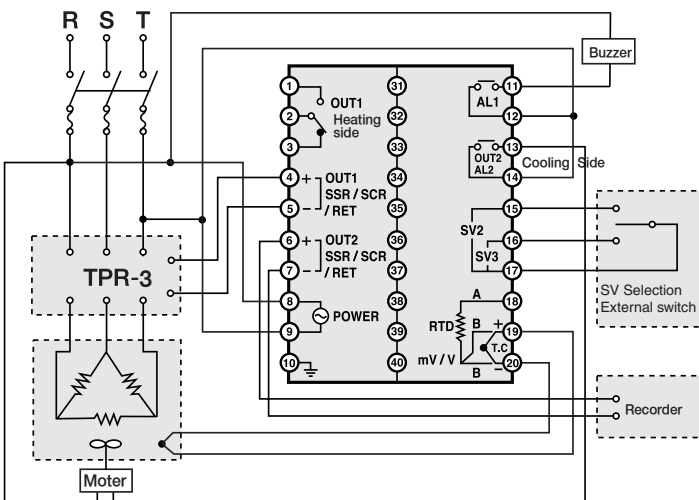 R S T
Buzzer
1
2
3
4
5
6
7
8
9
10
OUT1
Heating
side
+ OUT1
SSR / SCR
- / RET
+ OUT2
SSR / SCR
- / RET
POWER
31
32
33
34
35
36
37
38
39
40
11
12
13
14
15
16
17
18
19
20
AL1
OUT2
AL2
Cooling Side
SV2
SV3
A
RTD
B +
T.C
mV / V
B -
SV Selection
External switch
Recorder
TPR-3
Moter